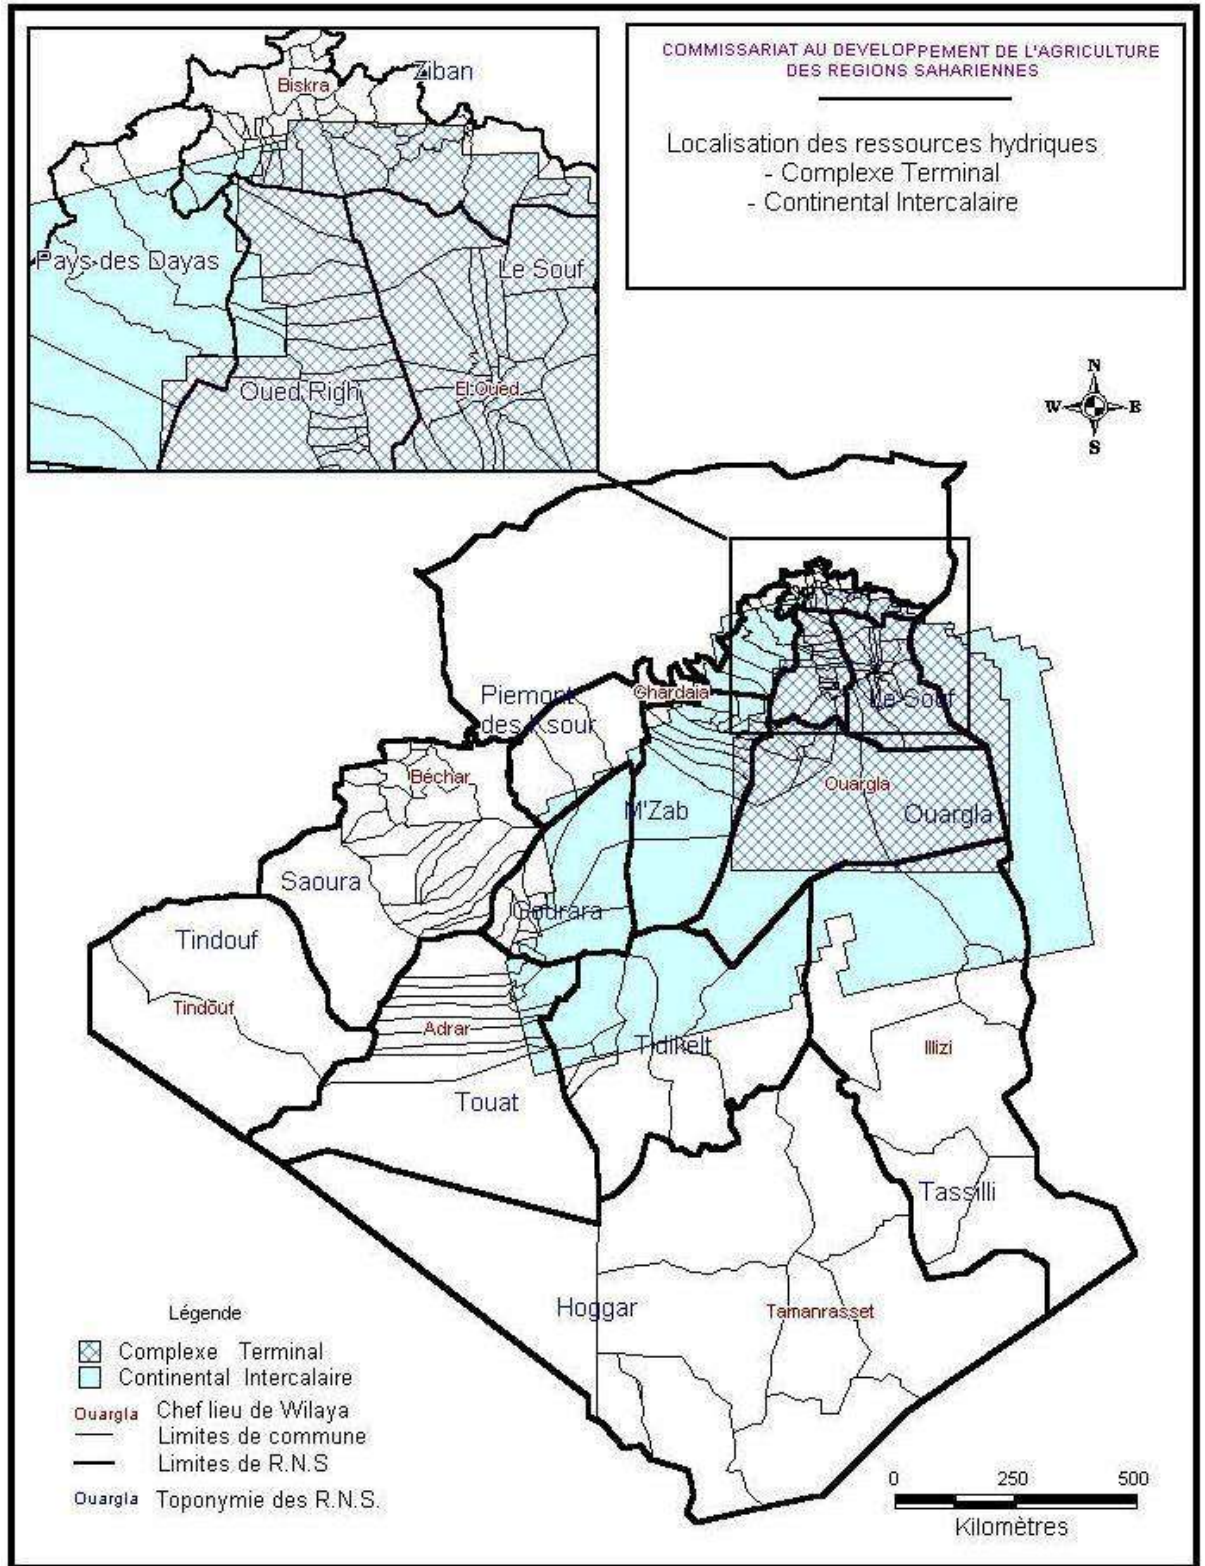 Ziban
Biskra
Pays des Dayas
Le Souf
Oued Righ
El Oued
COMMISSARIAT AU DEVELOPPEMENT DE L'AGRICULTURE
DES REGIONS SAHARIENNES
Localisation des ressources hydriques
- Complexe Terminal
- Continental Intercalaire
N
W E
S
Piemont
des Ksour
Ghardaia
Le Souf
Béchar
Ouargla
M'Zab
Ouargla
Saoura
Gourara
Tindouf
Tindouf
Adrar
Tidikelt
Illizi
Touat
Tassilli
Hoggar
Tamanrasset
Légende
Complexe Terminal
Continental Intercalaire
Ouargla Chef lieu de Wilaya
Limites de commune
Limites de R.N.S
Ouargla Toponymie des R.N.S.
0 250 500
Kilomètres